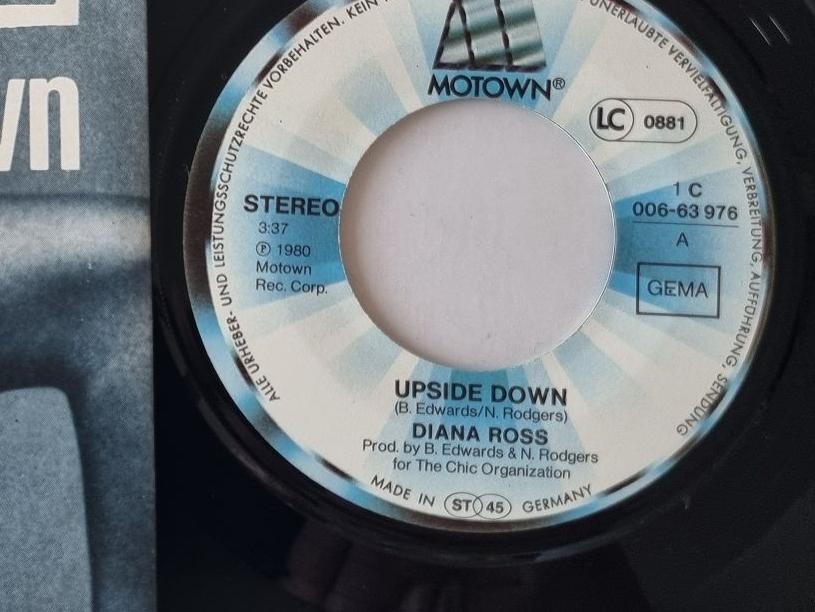 wn
ALLE URHEBER- UND LEISTUNGSSCHUTZRECHTE VORBEHALTEN. KEIN
UNERLAUBTE VERVIELFÄLTIGUNG, VERBREITUNG, AUFFÜHRUNG, SENDUNG
MOTOWN®
LC 0881
STEREO
3:37
Ⓟ 1980
Motown
Rec. Corp.
1 C
006-63 976
A
GEMA
UPSIDE DOWN
(B. Edwards/N. Rodgers)
DIANA ROSS
Prod. by B. Edwards & N. Rodgers
for The Chic Organization
MADE IN ST 45 GERMANY